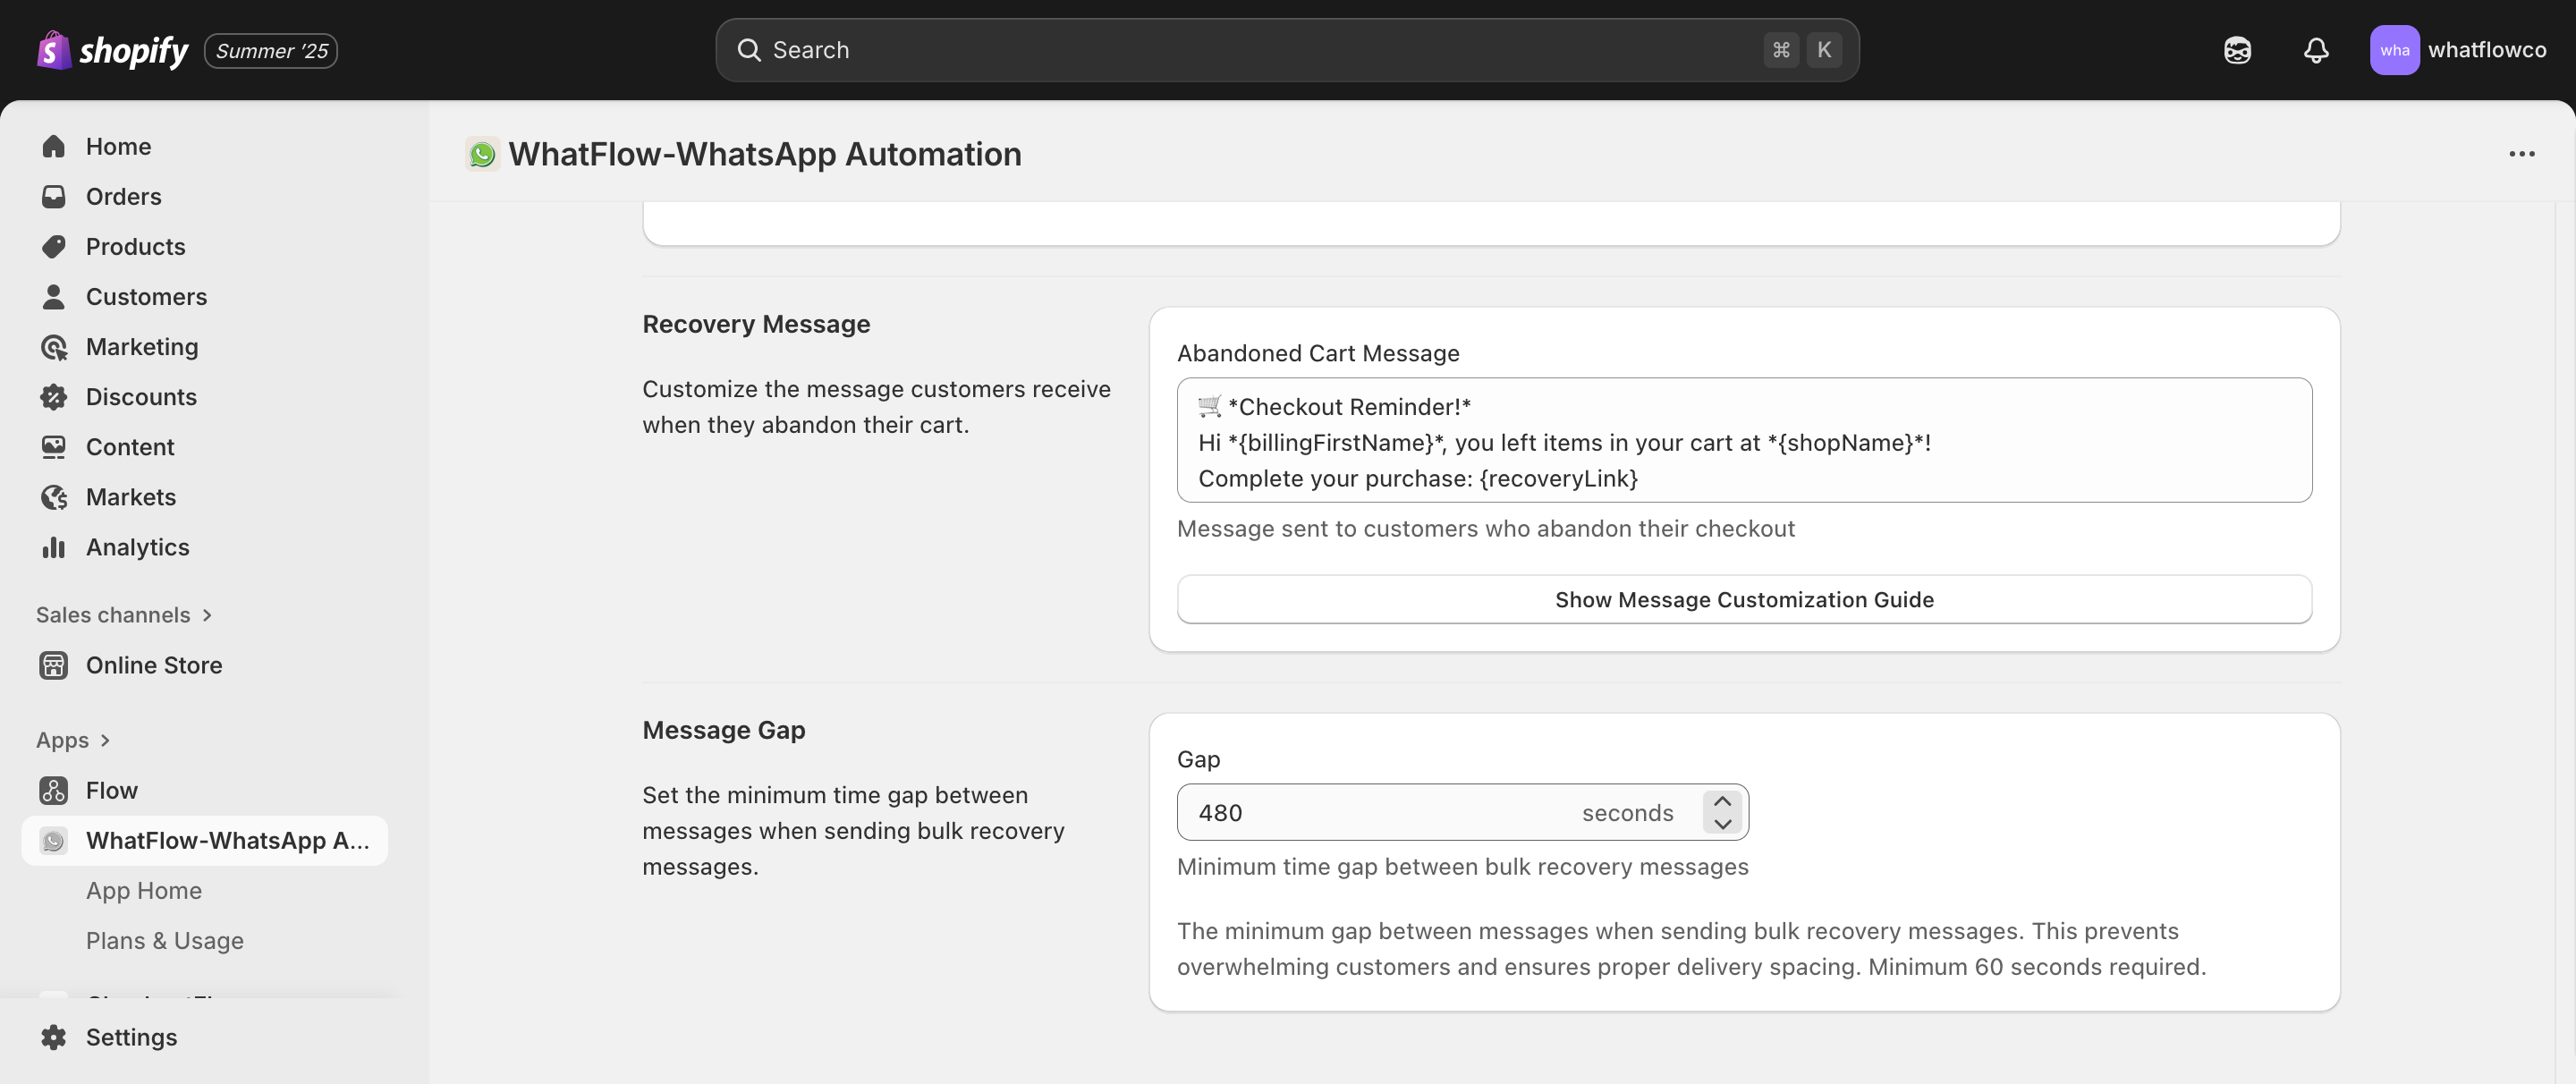 shopify
Summer '25
Search
⌘ K
wha
whatflowco
Home
Orders
Products
Customers
Marketing
Discounts
Content
Markets
Analytics
Sales channels
Online Store
Apps
Flow
WhatFlow-WhatsApp A...
App Home
Plans & Usage
Settings
WhatFlow-WhatsApp Automation
Recovery Message
Customize the message customers receive
when they abandon their cart.
Abandoned Cart Message
🛒 *Checkout Reminder!*
Hi *{billingFirstName}*, you left items in your cart at *{shopName}*!
Complete your purchase: {recoveryLink}
Message sent to customers who abandon their checkout
Show Message Customization Guide
Message Gap
Set the minimum time gap between
messages when sending bulk recovery
messages.
Gap
480 seconds
Minimum time gap between bulk recovery messages
The minimum gap between messages when sending bulk recovery messages. This prevents
overwhelming customers and ensures proper delivery spacing. Minimum 60 seconds required.